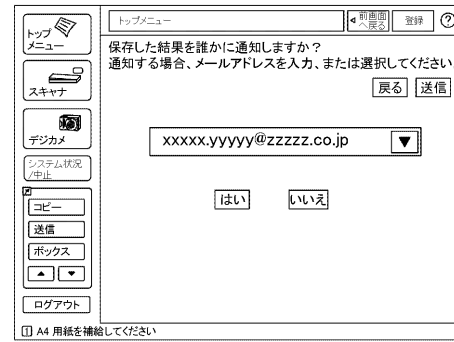 トップ
メニュー
スキャナ
デジカメ
システム状況
/中止
コピー
送信
ボックス
▲ ▼
ログアウト
トップメニュー
◀前画面
へ戻る
登録
?
保存した結果を誰かに通知しますか?
通知する場合、メールアドレスを入力、または選択してください
戻る 送信
xxxxx.yyyyy@zzzzz.co.jp ▼
はい いいえ
1 A4 用紙を補給してください